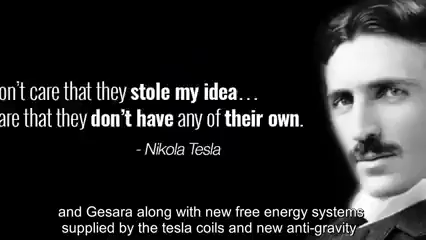 on't care that they stole my idea…
are that they don't have any of their own.
- Nikola Tesla
and Gesara along with new free energy systems
supplied by the tesla coils and new anti-gravity